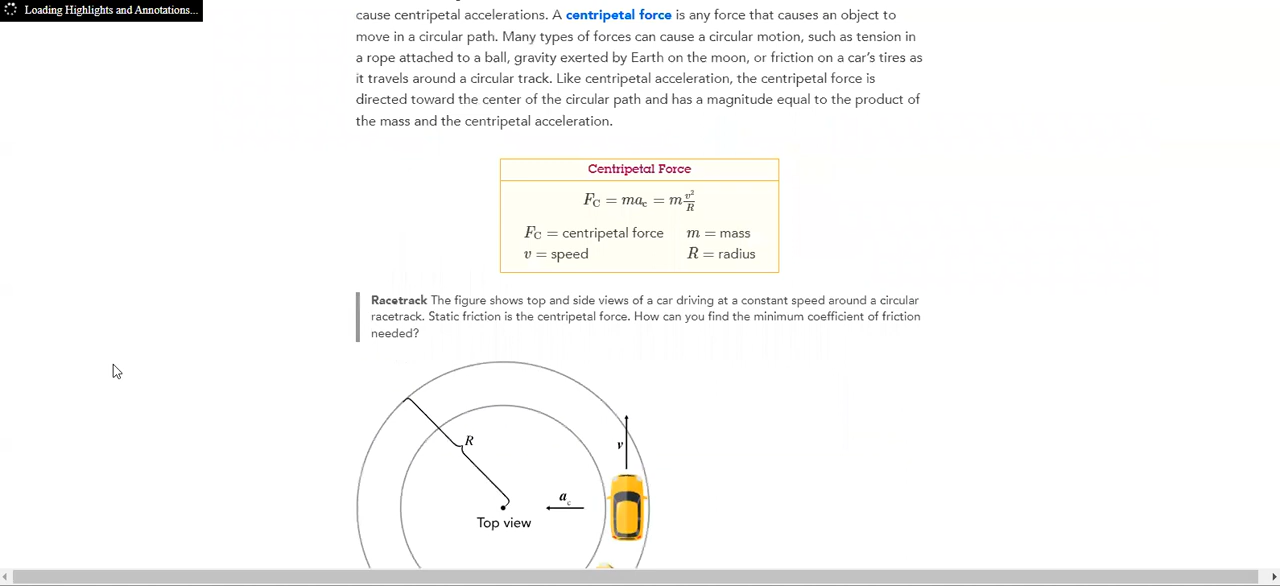 Loading Highlights and Annotations...
cause centripetal accelerations. A centripetal force is any force that causes an object to
move in a circular path. Many types of forces can cause a circular motion, such as tension in
a rope attached to a ball, gravity exerted by Earth on the moon, or friction on a car's tires as
it travels around a circular track. Like centripetal acceleration, the centripetal force is
directed toward the center of the circular path and has a magnitude equal to the product of
the mass and the centripetal acceleration.
Centripetal Force
F_C = ma_c = m v²/R
F_C = centripetal force m = mass
v = speed R = radius
Racetrack The figure shows top and side views of a car driving at a constant speed around a circular
racetrack. Static friction is the centripetal force. How can you find the minimum coefficient of friction
needed?
R
v
a_c
Top view